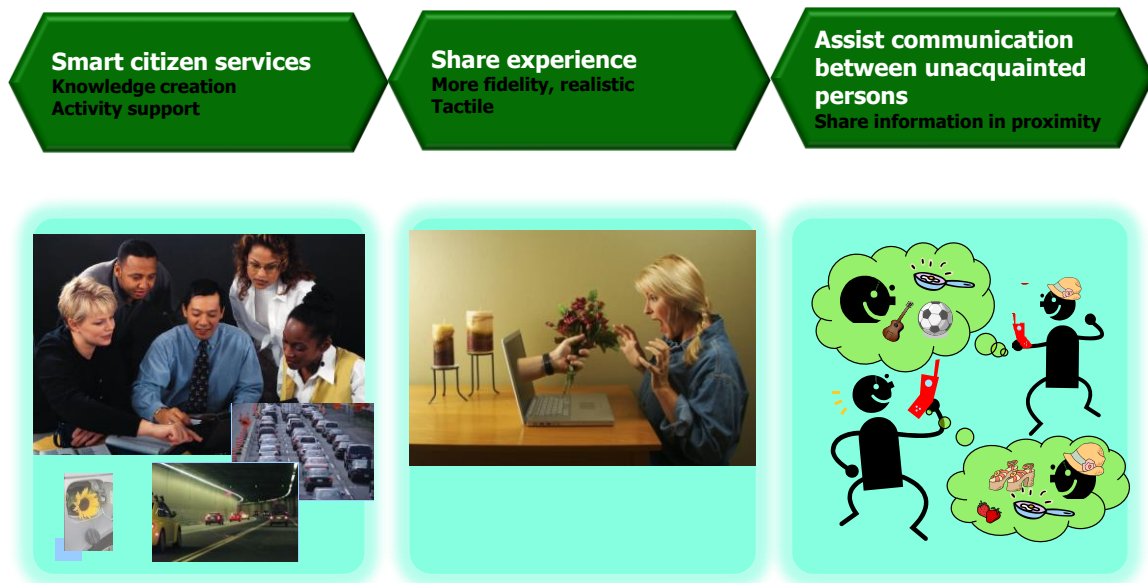 Smart citizen services
Knowledge creation
Activity support
Share experience
More fidelity, realistic
Tactile
Assist communication
between unacquainted
persons
Share information in proximity